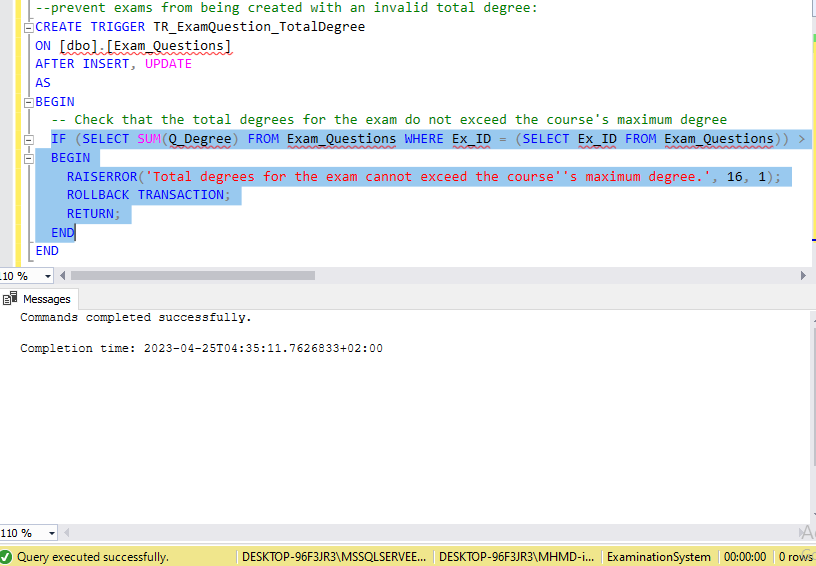 --prevent exams from being created with an invalid total degree:
CREATE TRIGGER TR_ExamQuestion_TotalDegree
ON [dbo].[Exam_Questions]
AFTER INSERT, UPDATE
AS
BEGIN
-- Check that the total degrees for the exam do not exceed the course's maximum degree
IF (SELECT SUM(Q_Degree) FROM Exam_Questions WHERE Ex_ID = (SELECT Ex_ID FROM Exam_Questions)) >
BEGIN
RAISERROR('Total degrees for the exam cannot exceed the course''s maximum degree.', 16, 1);
ROLLBACK TRANSACTION;
RETURN;
END
END
110 %
Messages
Commands completed successfully.
Completion time: 2023-04-25T04:35:11.7626833+02:00
110 %
Query executed successfully. DESKTOP-96F3JR3\MSSQLSERVEE... DESKTOP-96F3JR3\MHMD-i... ExaminationSystem 00:00:00 0 rows